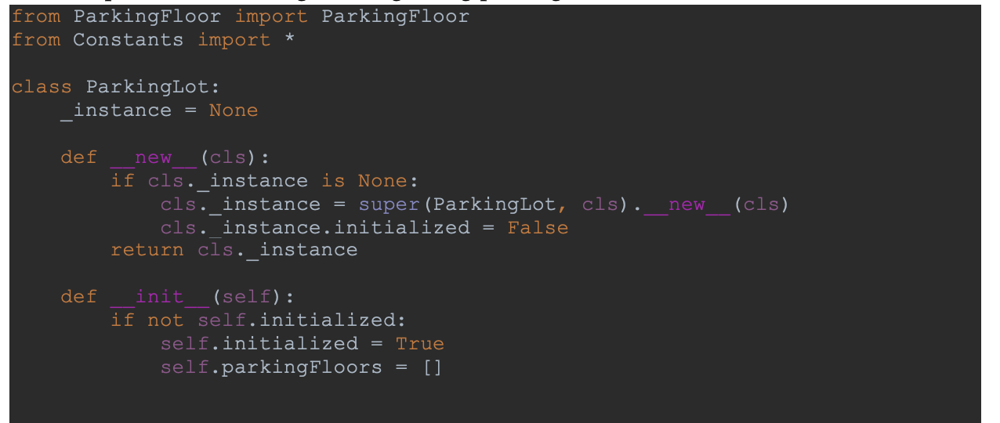 from ParkingFloor import ParkingFloor
from Constants import *
class ParkingLot:
    _instance = None
    def __new__(cls):
        if cls._instance is None:
            cls._instance = super(ParkingLot, cls).__new__(cls)
            cls._instance.initialized = False
        return cls._instance
    def __init__(self):
        if not self.initialized:
            self.initialized = True
            self.parkingFloors = []